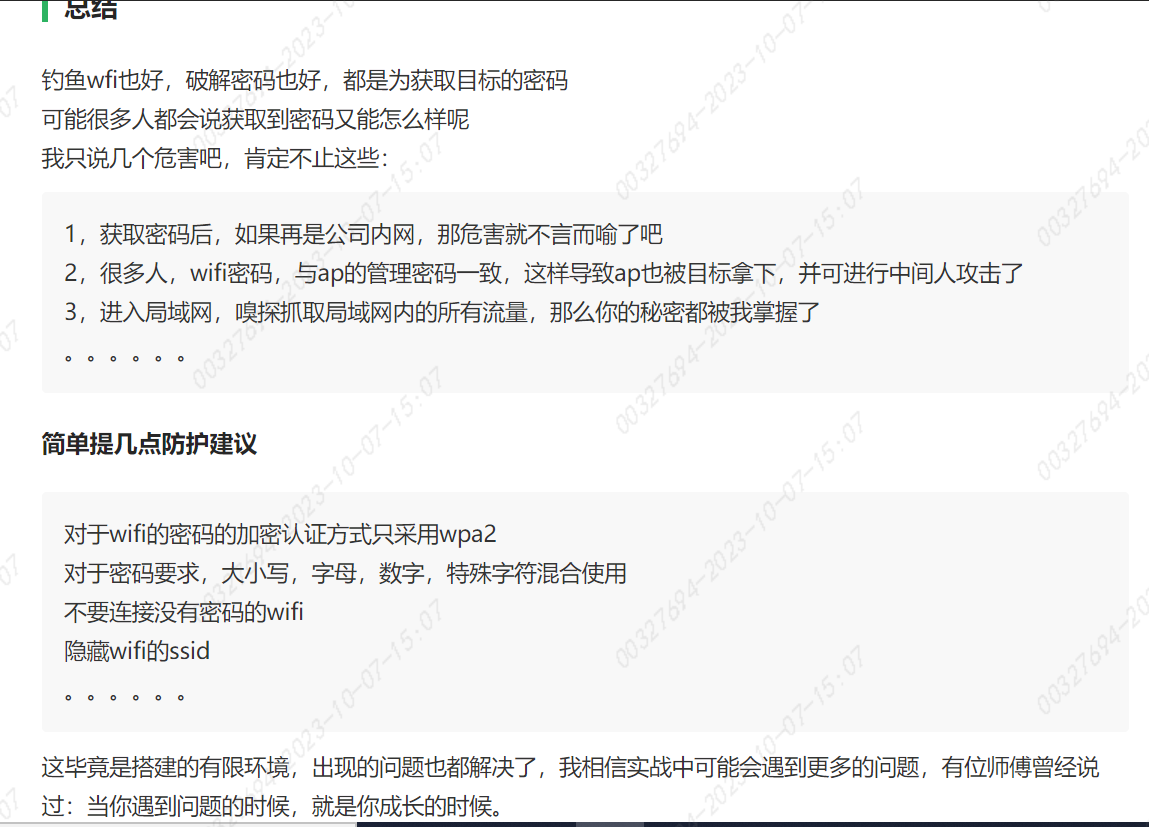 总结
钓鱼wfi也好，破解密码也好，都是为获取目标的密码
可能很多人都会说获取到密码又能怎么样呢
我只说几个危害吧，肯定不止这些：
1，获取密码后，如果再是公司内网，那危害就不言而喻了吧
2，很多人，wifi密码，与ap的管理密码一致，这样导致ap也被目标拿下，并可进行中间人攻击了
3，进入局域网，嗅探抓取局域网内的所有流量，那么你的秘密都被我掌握了
。。。。。。
简单提几点防护建议
对于wifi的密码的加密认证方式只采用wpa2
对于密码要求，大小写，字母，数字，特殊字符混合使用
不要连接没有密码的wifi
隐藏wifi的ssid
。。。。。。
这毕竟是搭建的有限环境，出现的问题也都解决了，我相信实战中可能会遇到更多的问题，有位师傅曾经说
过：当你遇到问题的时候，就是你成长的时候。
00327694-2023-10-07-15:07